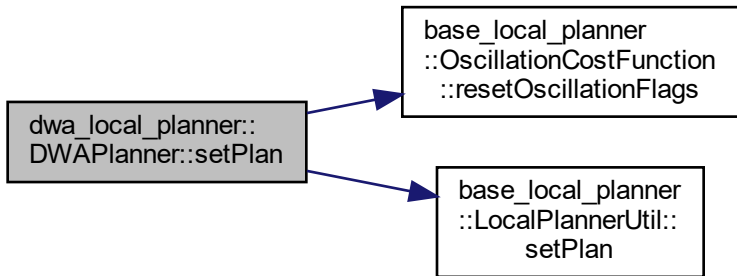 dwa_local_planner::
DWAPlanner::setPlan
base_local_planner
::OscillationCostFunction
::resetOscillationFlags
base_local_planner
::LocalPlannerUtil::
setPlan